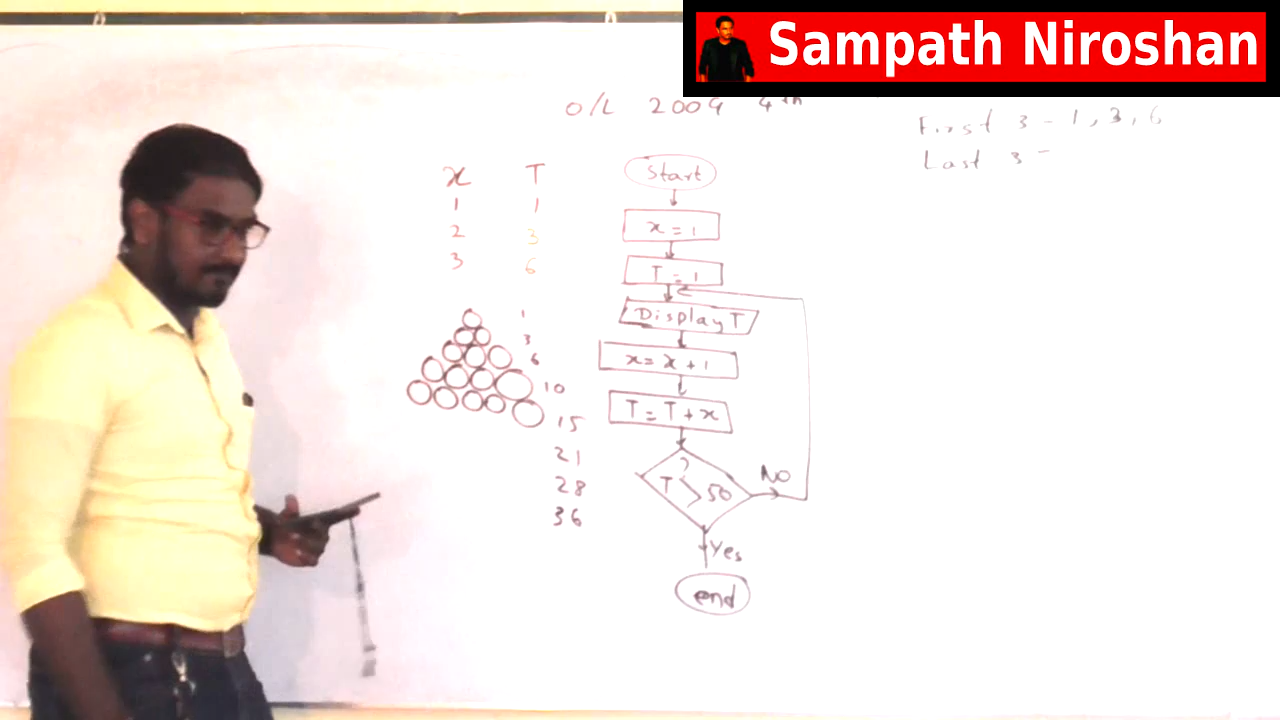 Sampath Niroshan
O/L 2009 4th
First 3 - 1, 3, 6
Last 3 -
x T
1 1
2 3
3 6
1
3
6
10
15
21
28
36
Start
x = 1
T = 1
Display T
x = x + 1
T = T + x
?
T > 50
No
Yes
end